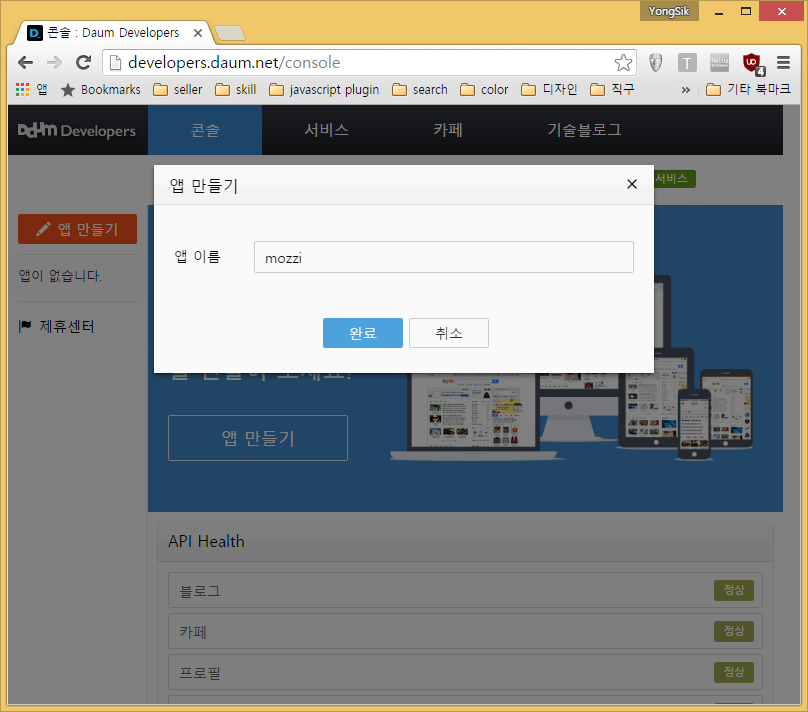 YongSik
콘솔 : Daum Developers
developers.daum.net/console
앱 Bookmarks seller skill javascript plugin search color 디자인 직구 » 기타 북마크
Daum Developers 콘솔 서비스 카페 기술블로그
서비스
앱 만들기
앱 만들기
앱이 없습니다.
제휴센터
앱 이름 mozzi
완료 취소
앱 만들기
API Health
블로그 정상
카페 정상
프로필 정상